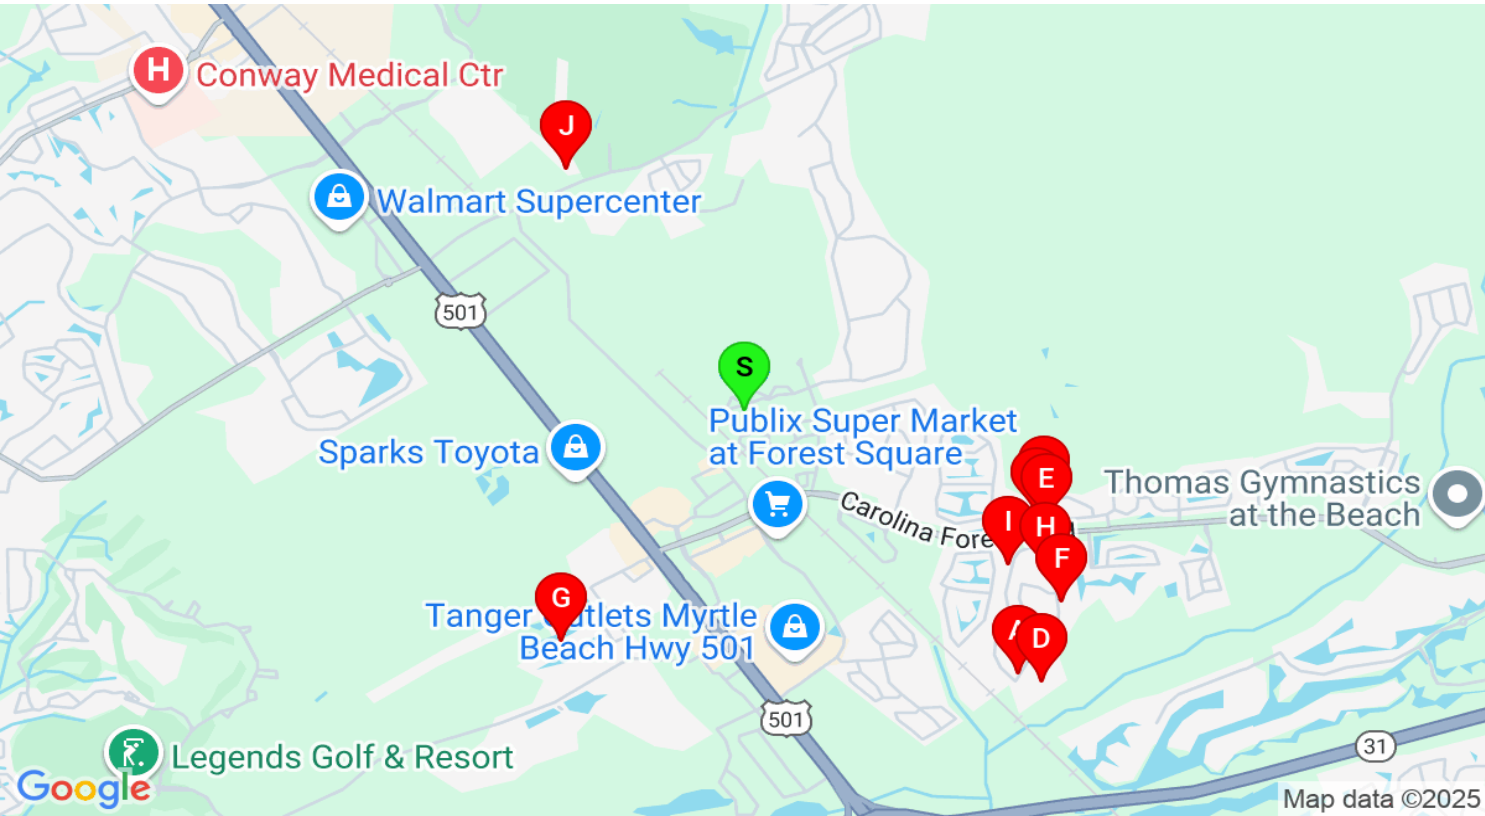 H
Conway Medical Ctr
J
Walmart Supercenter
501
S
Publix Super Market
at Forest Square
Sparks Toyota
E
Thomas Gymnastics
at the Beach
Carolina Fore
I
H
F
G
Tanger
utlets Myrtle
Beach Hwy 501
A
D
501
31
Legends Golf & Resort
Google
Map data ©2025